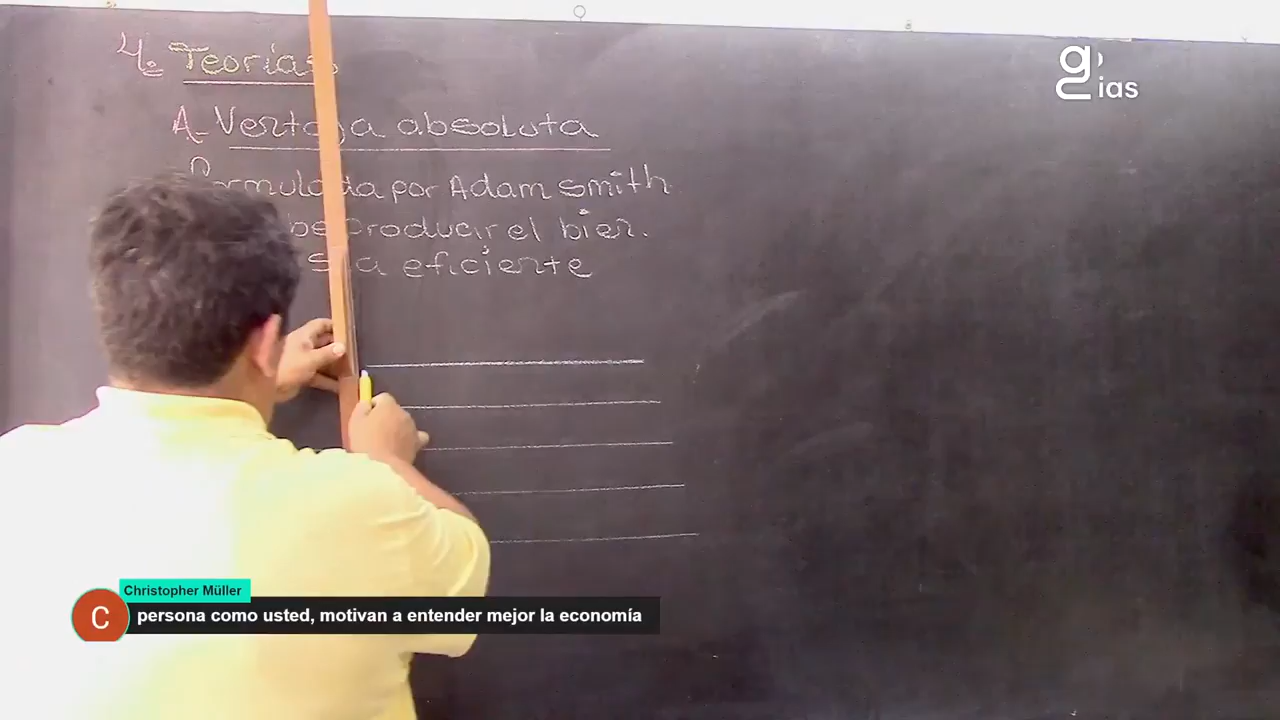 4. Teorías
A- Ventaja absoluta
Formulada por Adam smith
be producir el bien.
eficiente
gias
Christopher Müller
C
persona como usted, motivan a entender mejor la economía